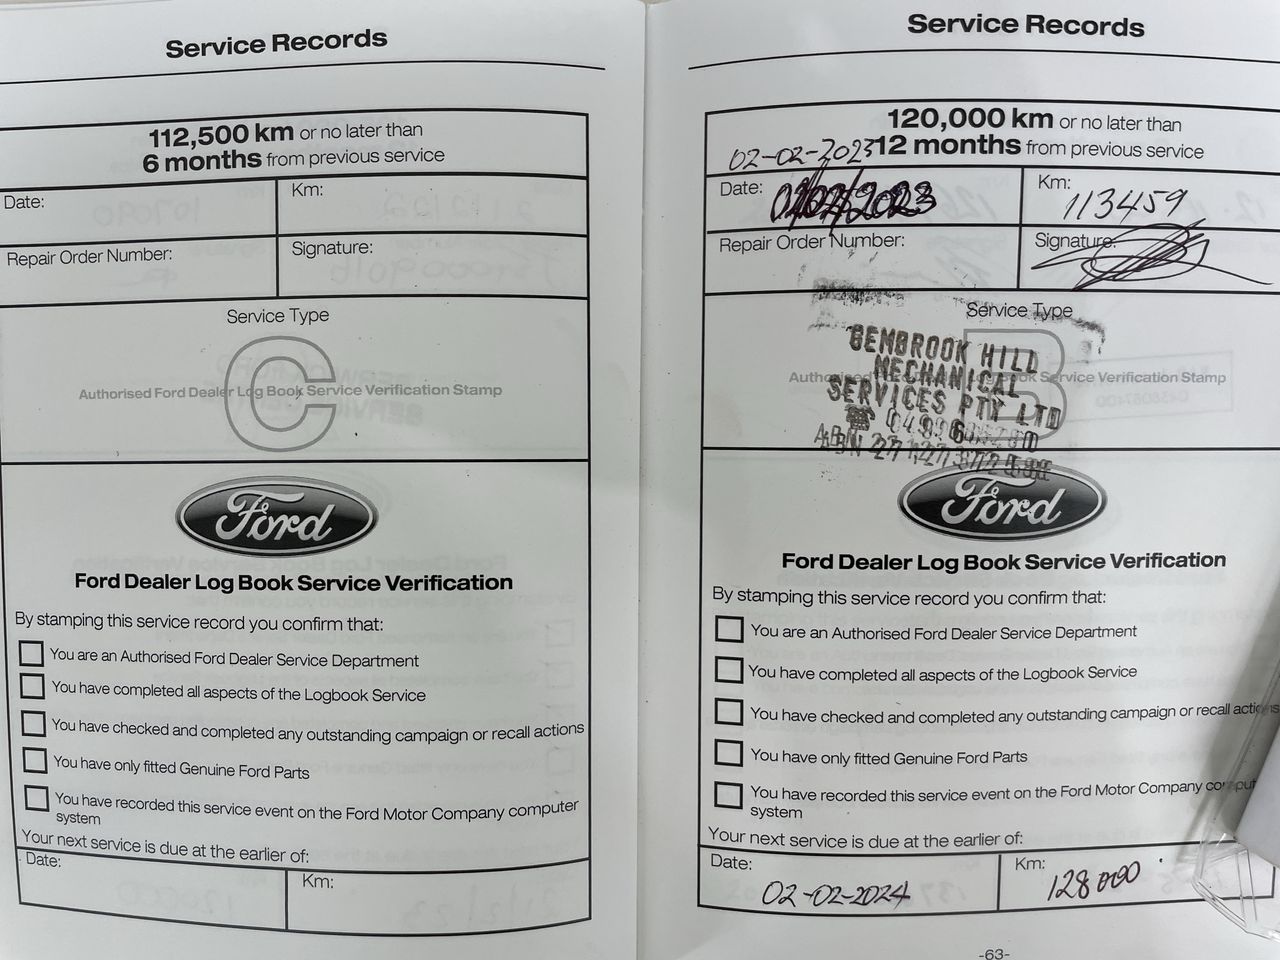 Service Records
112,500 km or no later than
6 months from previous service
Date:
Km:
Repair Order Number:
Signature:
Service Type
C
Authorised Ford Dealer Log Book Service Verification Stamp
Ford
Ford Dealer Log Book Service Verification
By stamping this service record you confirm that:
You are an Authorised Ford Dealer Service Department
You have completed all aspects of the Logbook Service
You have checked and completed any outstanding campaign or recall actions
You have only fitted Genuine Ford Parts
You have recorded this service event on the Ford Motor Company computer
system
Your next service is due at the earlier of:
Date:
Km:
Service Records
120,000 km or no later than
02-02-2023 12 months from previous service
Date:
Km: 113459
Repair Order Number:
Signature:
Service Type
B
BEMBROOK HILL
MECHANICAL
Authorised Ford Dealer Log Book Service Verification Stamp
SERVICES PTY LTD
ABN
Ford
Ford Dealer Log Book Service Verification
By stamping this service record you confirm that:
You are an Authorised Ford Dealer Service Department
You have completed all aspects of the Logbook Service
You have checked and completed any outstanding campaign or recall actions
You have only fitted Genuine Ford Parts
You have recorded this service event on the Ford Motor Company comput
system
Your next service is due at the earlier of:
Date: 02-02-2024
Km: 128000
-63-